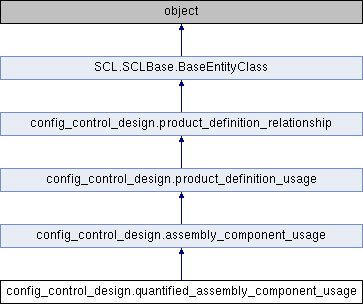 object
SCL.SCLBase.BaseEntityClass
config_control_design.product_definition_relationship
config_control_design.product_definition_usage
config_control_design.assembly_component_usage
config_control_design.quantified_assembly_component_usage